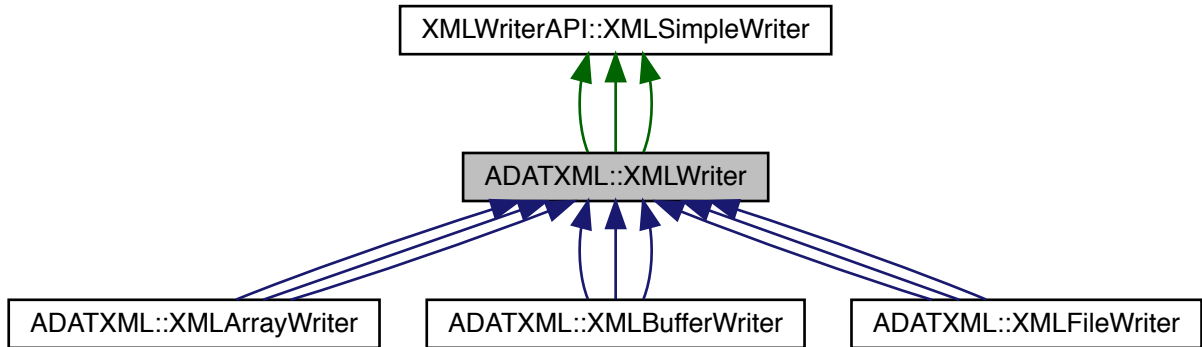 XMLWriterAPI::XMLSimpleWriter
ADATXML::XMLWriter
ADATXML::XMLArrayWriter
ADATXML::XMLBufferWriter
ADATXML::XMLFileWriter